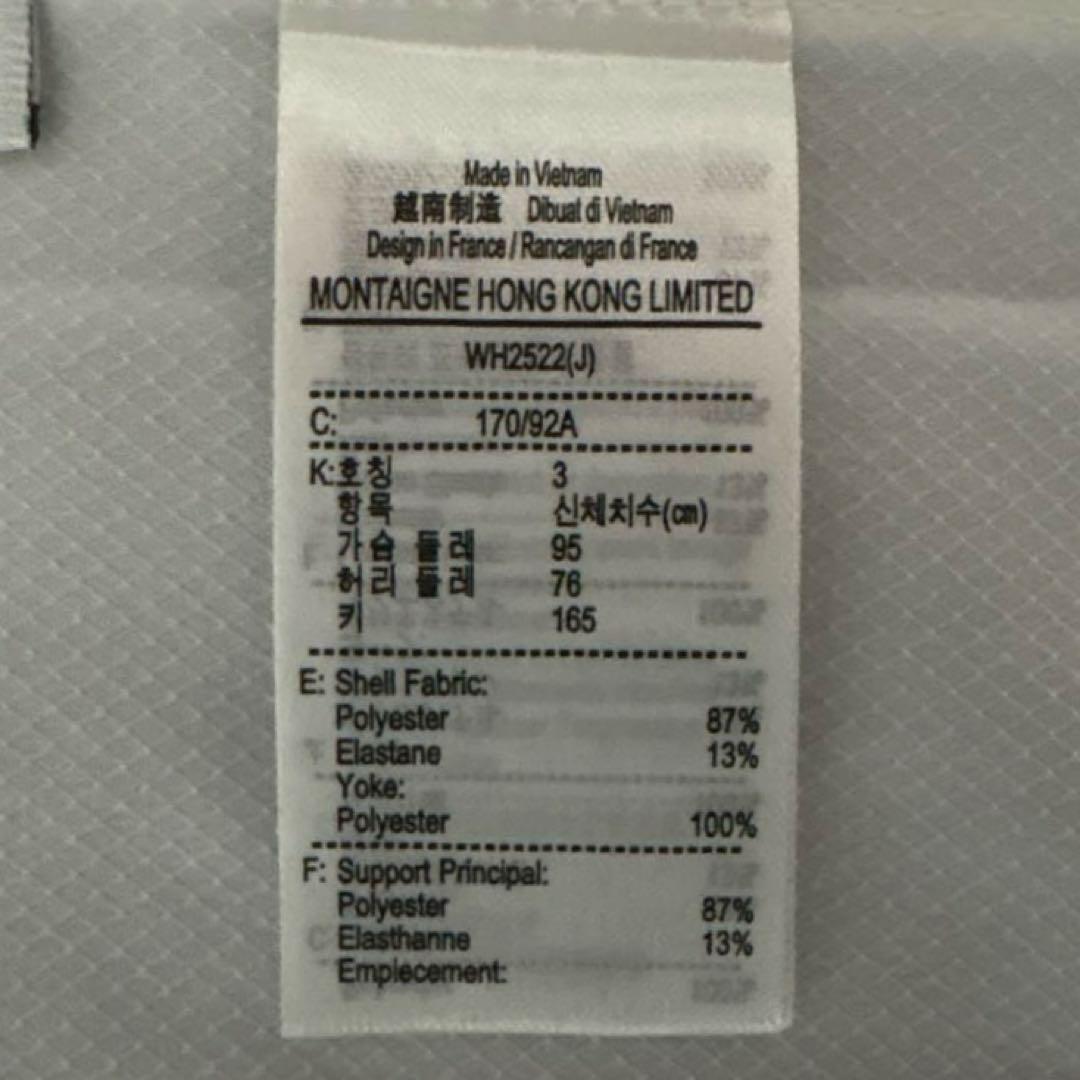 Made in Vietnam
越南制造 Dibuat di Vietnam
Design in France / Rancangan di France
MONTAIGNE HONG KONG LIMITED
WH2522(J)
C: 170/92A
K:호칭 3
항목 신체치수(cm)
가슴 둘레 95
허리 둘레 76
키 165
E: Shell Fabric:
Polyester 87%
Elastane 13%
Yoke:
Polyester 100%
F: Support Principal:
Polyester 87%
Elasthanne 13%
Empiecement: